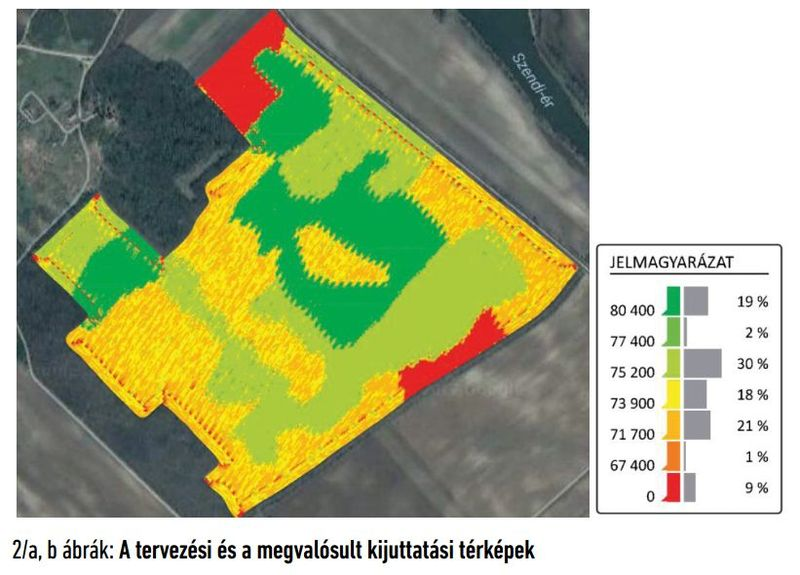 Szendi-ér
JELMAGYARÁZAT
80 400 19 %
77 400 2 %
75 200 30 %
73 900 18 %
71 700 21 %
67 400 1 %
0 9 %
2/a, b ábrák: A tervezési és a megvalósult kijuttatási térképek